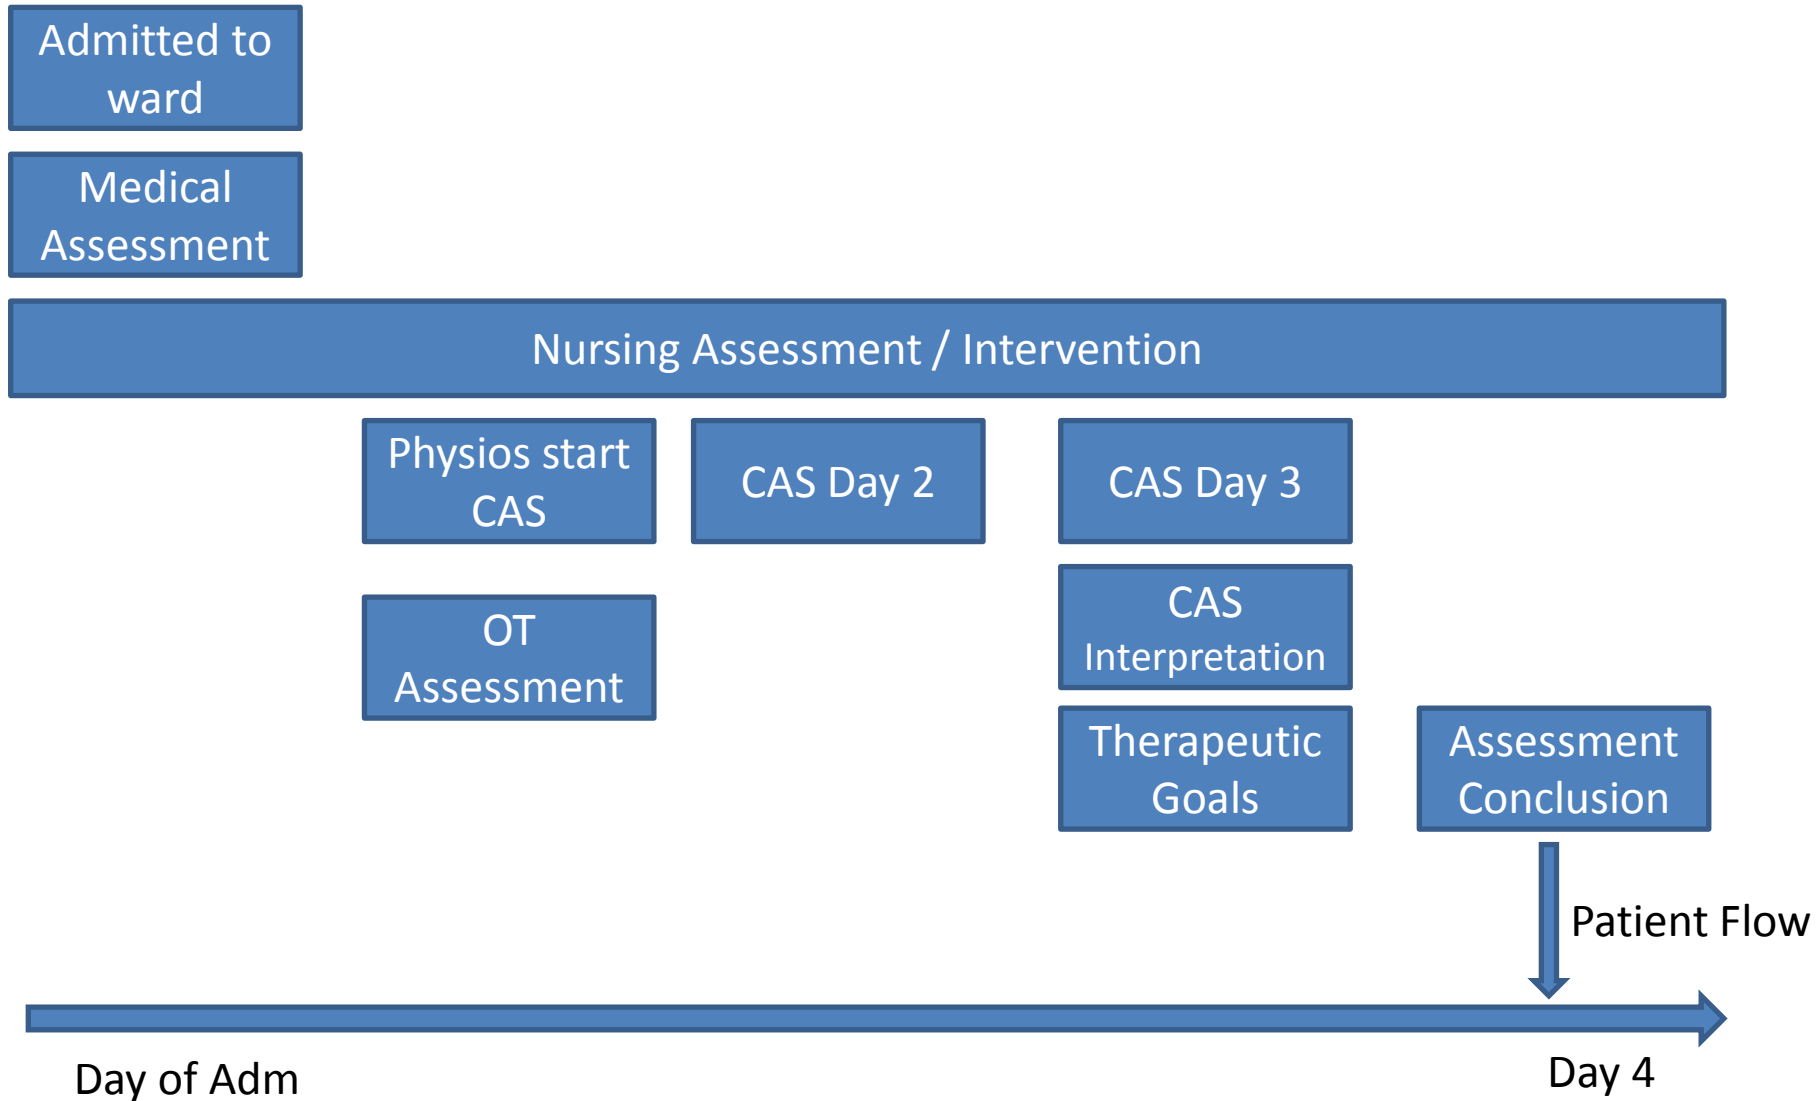 Admitted to
ward
Medical
Assessment
Nursing Assessment / Intervention
Physios start
CAS
CAS Day 2
CAS Day 3
OT
Assessment
CAS
Interpretation
Therapeutic
Goals
Assessment
Conclusion
Patient Flow
Day of Adm
Day 4